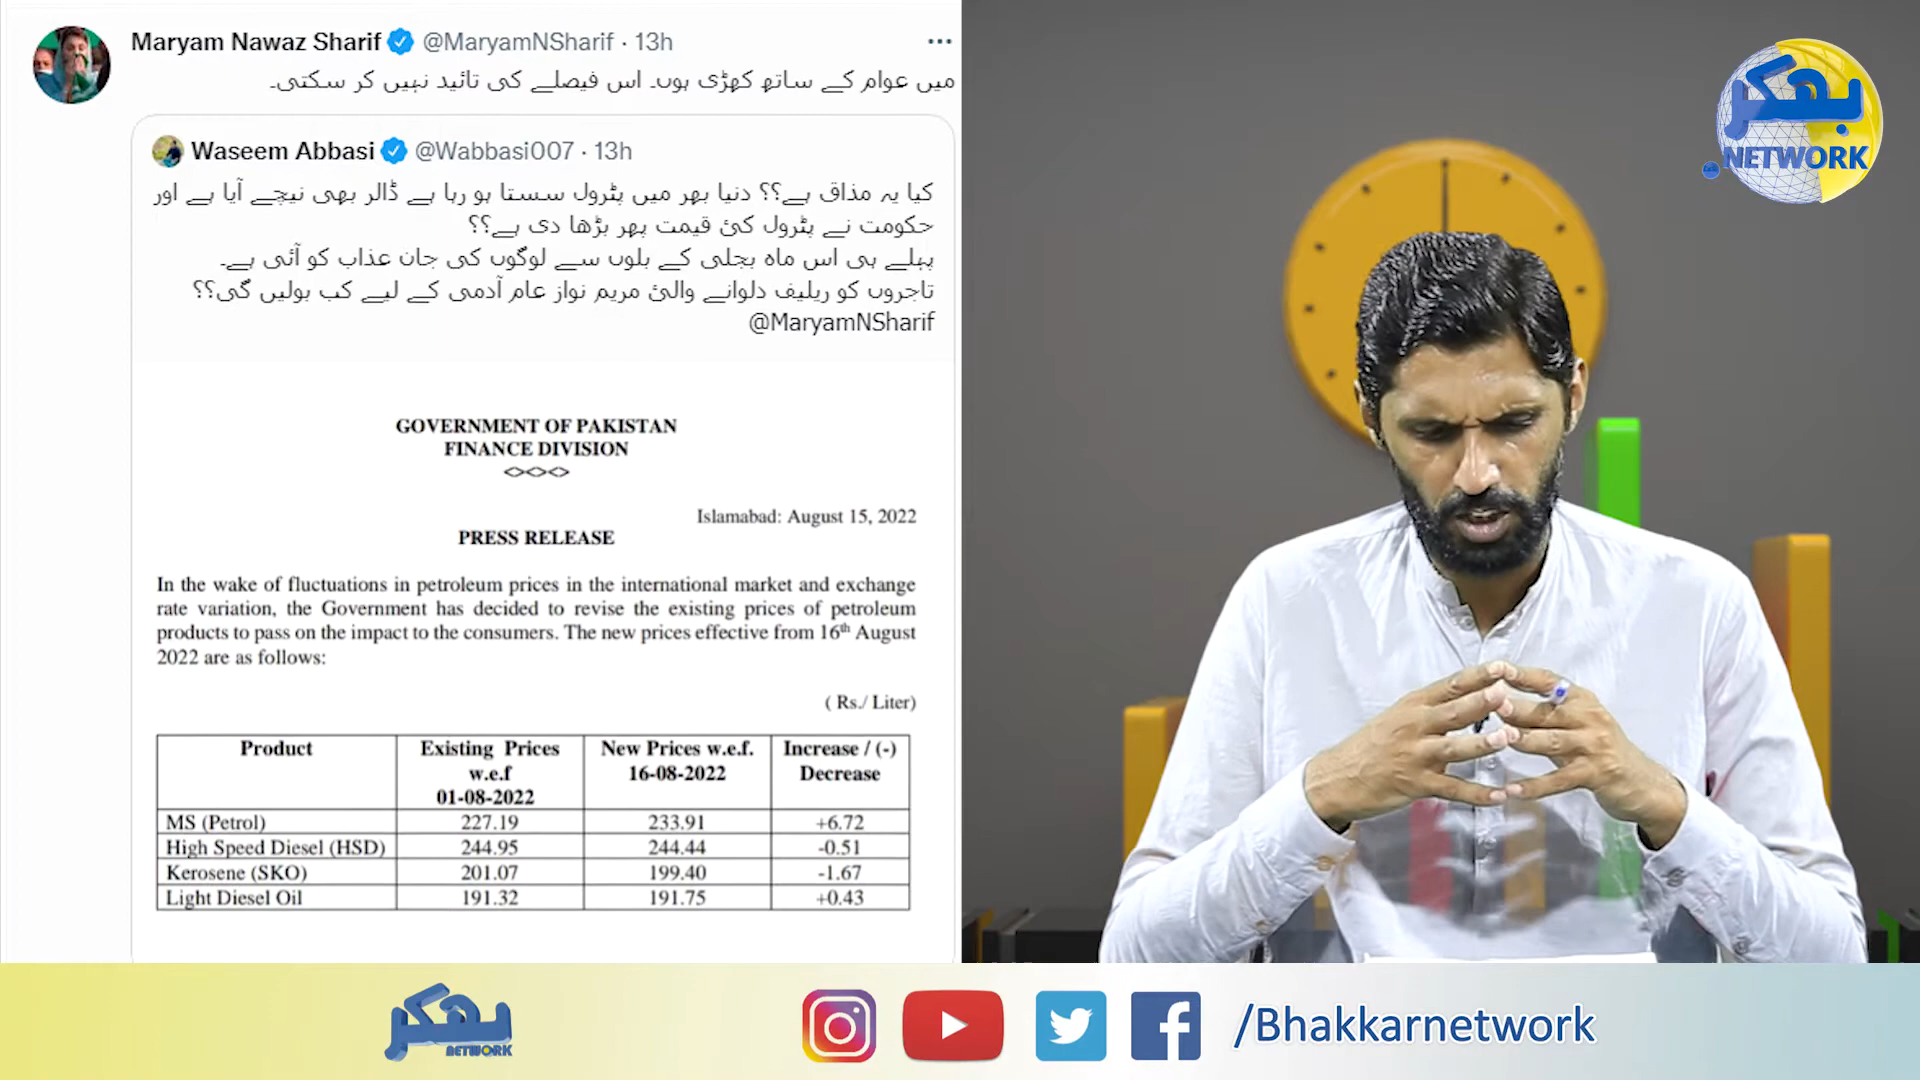 Maryam Nawaz Sharif @MaryamNSharif · 13h
میں عوام کے ساتھ کھڑی ہوں۔ اس فیصلے کی تائید نہیں کر سکتی۔
Waseem Abbasi @Wabbasi007 · 13h
کیا یہ مذاق ہے؟؟ دنیا بھر میں پٹرول سستا ہو رہا ہے ڈالر بھی نیچے آیا ہے اور
حکومت نے پٹرول کئ قیمت پھر بڑھا دی ہے؟؟
پہلے ہی اس ماہ بجلی کے بلوں سے لوگوں کی جان عذاب کو آئی ہے۔
تاجروں کو ریلیف دلوانے والئ مریم نواز عام آدمی کے لیے کب بولیں گی؟؟
@MaryamNSharif
GOVERNMENT OF PAKISTAN
FINANCE DIVISION
Islamabad: August 15, 2022
PRESS RELEASE
In the wake of fluctuations in petroleum prices in the international market and exchange
rate variation, the Government has decided to revise the existing prices of petroleum
products to pass on the impact to the consumers. The new prices effective from 16th August
2022 are as follows:
( Rs./ Liter)
Product Existing Prices w.e.f 01-08-2022 New Prices w.e.f. 16-08-2022 Increase / (-) Decrease
MS (Petrol) 227.19 233.91 +6.72
High Speed Diesel (HSD) 244.95 244.44 -0.51
Kerosene (SKO) 201.07 199.40 -1.67
Light Diesel Oil 191.32 191.75 +0.43
بھکر
NETWORK
بھکر
NETWORK
/Bhakkarnetwork